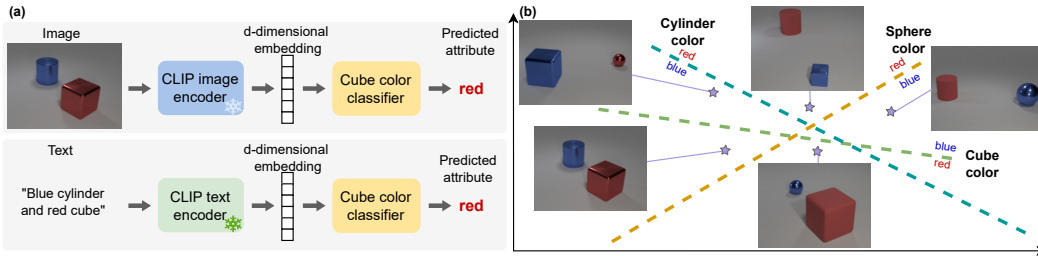 (a)
Image
d-dimensional
embedding
Predicted
attribute
CLIP image
encoder
Cube color
classifier
red
Text
d-dimensional
embedding
Predicted
attribute
"Blue cylinder
and red cube"
CLIP text
encoder
Cube color
classifier
red
(b)
Cylinder
color
red
blue
Sphere
color
red
blue
blue
red
Cube
color